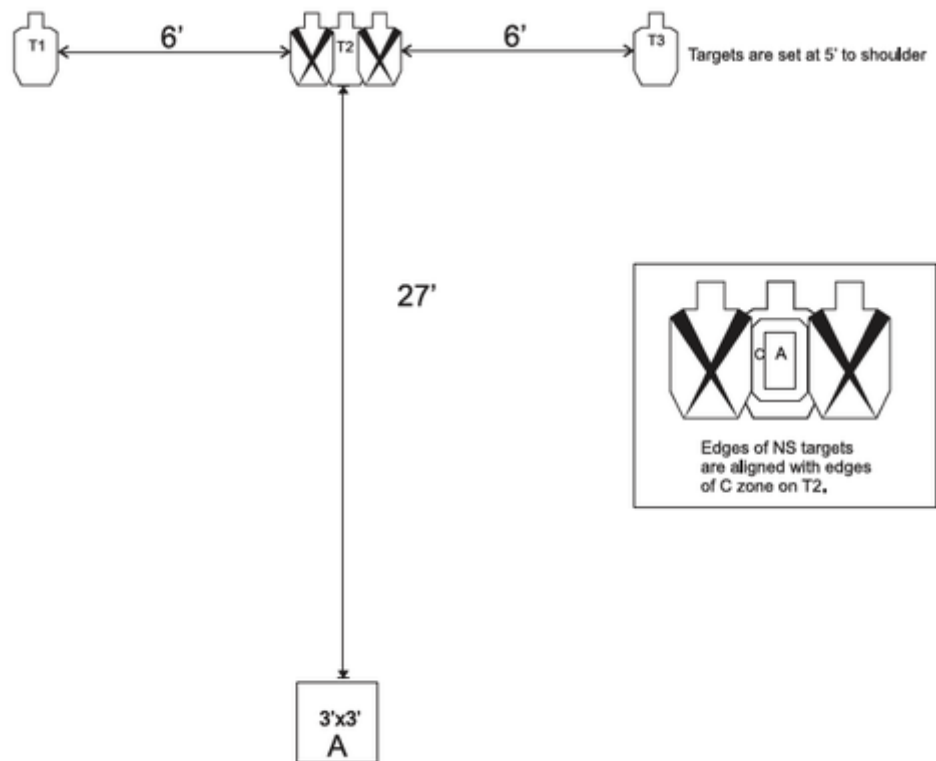 T1
6'
T2
6'
T3
Targets are set at 5' to shoulder
27'
C
A
Edges of NS targets
are aligned with edges
of C zone on T2.
3'x3'
A